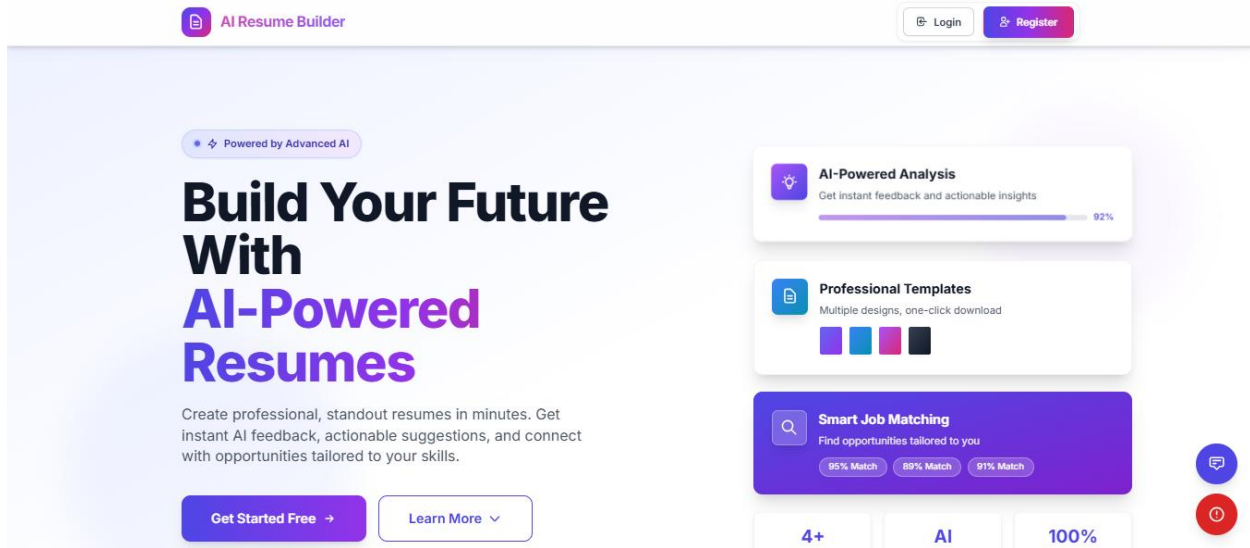 AI Resume Builder
Login
Register
Powered by Advanced AI
Build Your Future
With
AI-Powered
Resumes
Create professional, standout resumes in minutes. Get
instant AI feedback, actionable suggestions, and connect
with opportunities tailored to your skills.
Get Started Free →
Learn More
AI-Powered Analysis
Get instant feedback and actionable insights
92%
Professional Templates
Multiple designs, one-click download
Smart Job Matching
Find opportunities tailored to you
95% Match 89% Match 91% Match
4+ AI 100%